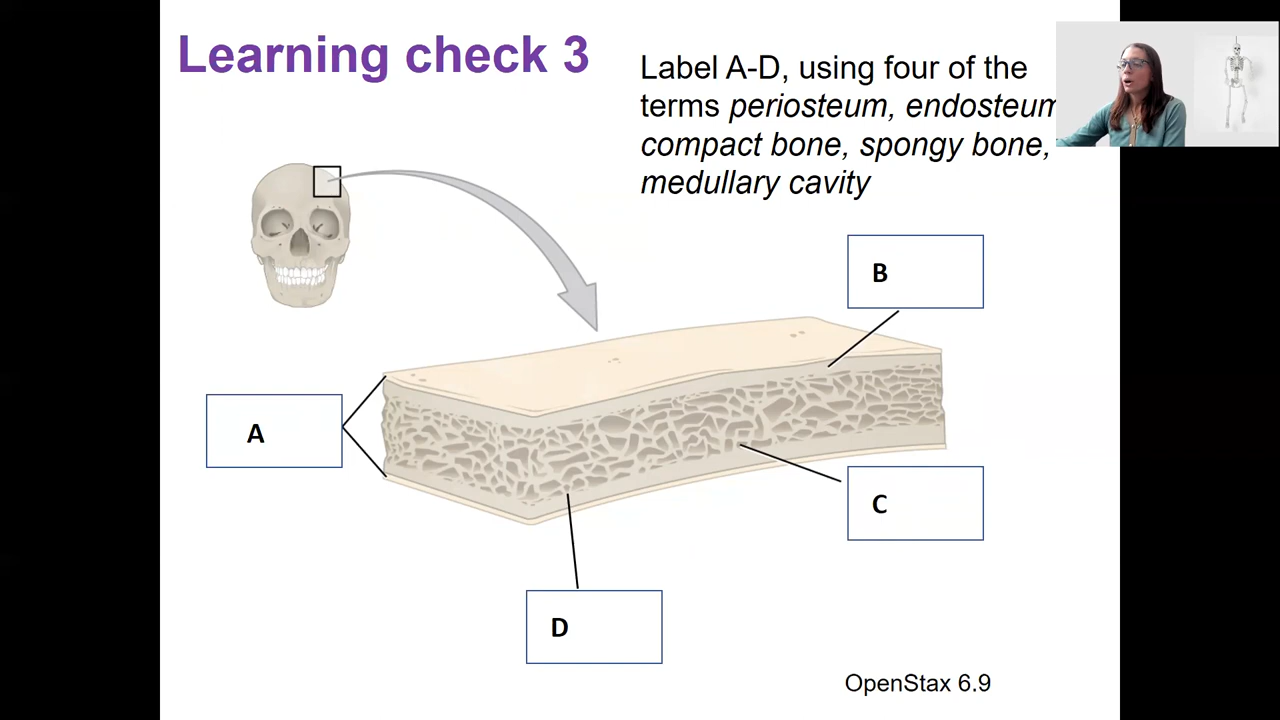 Learning check 3
Label A-D, using four of the
terms periosteum, endosteum
compact bone, spongy bone,
medullary cavity
B
A
C
D
OpenStax 6.9